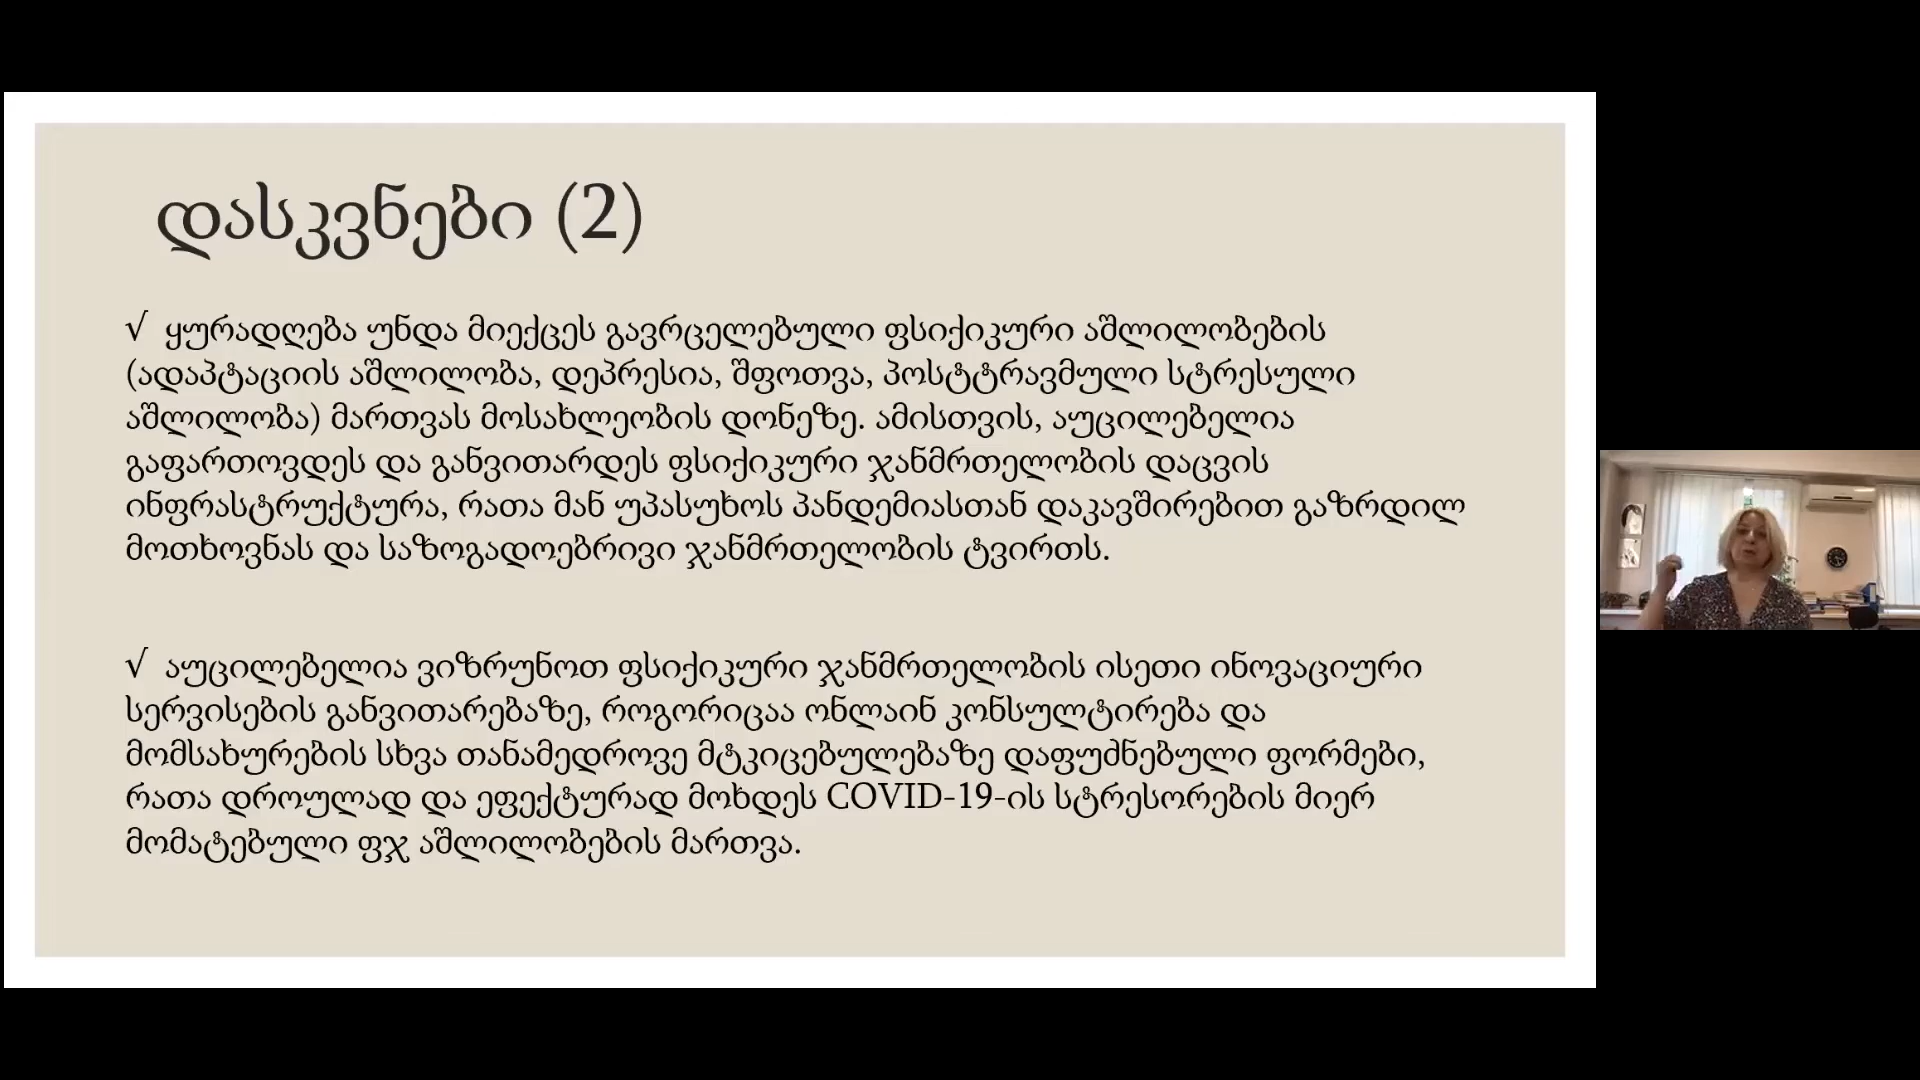 დასკვნები (2)
√ ყურადღება უნდა მიექცეს გავრცელებული ფსიქიკური აშლილობების
(ადაპტაციის აშლილობა, დეპრესია, შფოთვა, პოსტტრავმული სტრესული
აშლილობა) მართვას მოსახლეობის დონეზე. ამისთვის, აუცილებელია
გაფართოვდეს და განვითარდეს ფსიქიკური ჯანმრთელობის დაცვის
ინფრასტრუქტურა, რათა მან უპასუხოს პანდემიასთან დაკავშირებით გაზრდილ
მოთხოვნას და საზოგადოებრივი ჯანმრთელობის ტვირთს.
√ აუცილებელია ვიზრუნოთ ფსიქიკური ჯანმრთელობის ისეთი ინოვაციური
სერვისების განვითარებაზე, როგორიცაა ონლაინ კონსულტირება და
მომსახურების სხვა თანამედროვე მტკიცებულებაზე დაფუძნებული ფორმები,
რათა დროულად და ეფექტურად მოხდეს COVID-19-ის სტრესორების მიერ
მომატებული ფჯ აშლილობების მართვა.